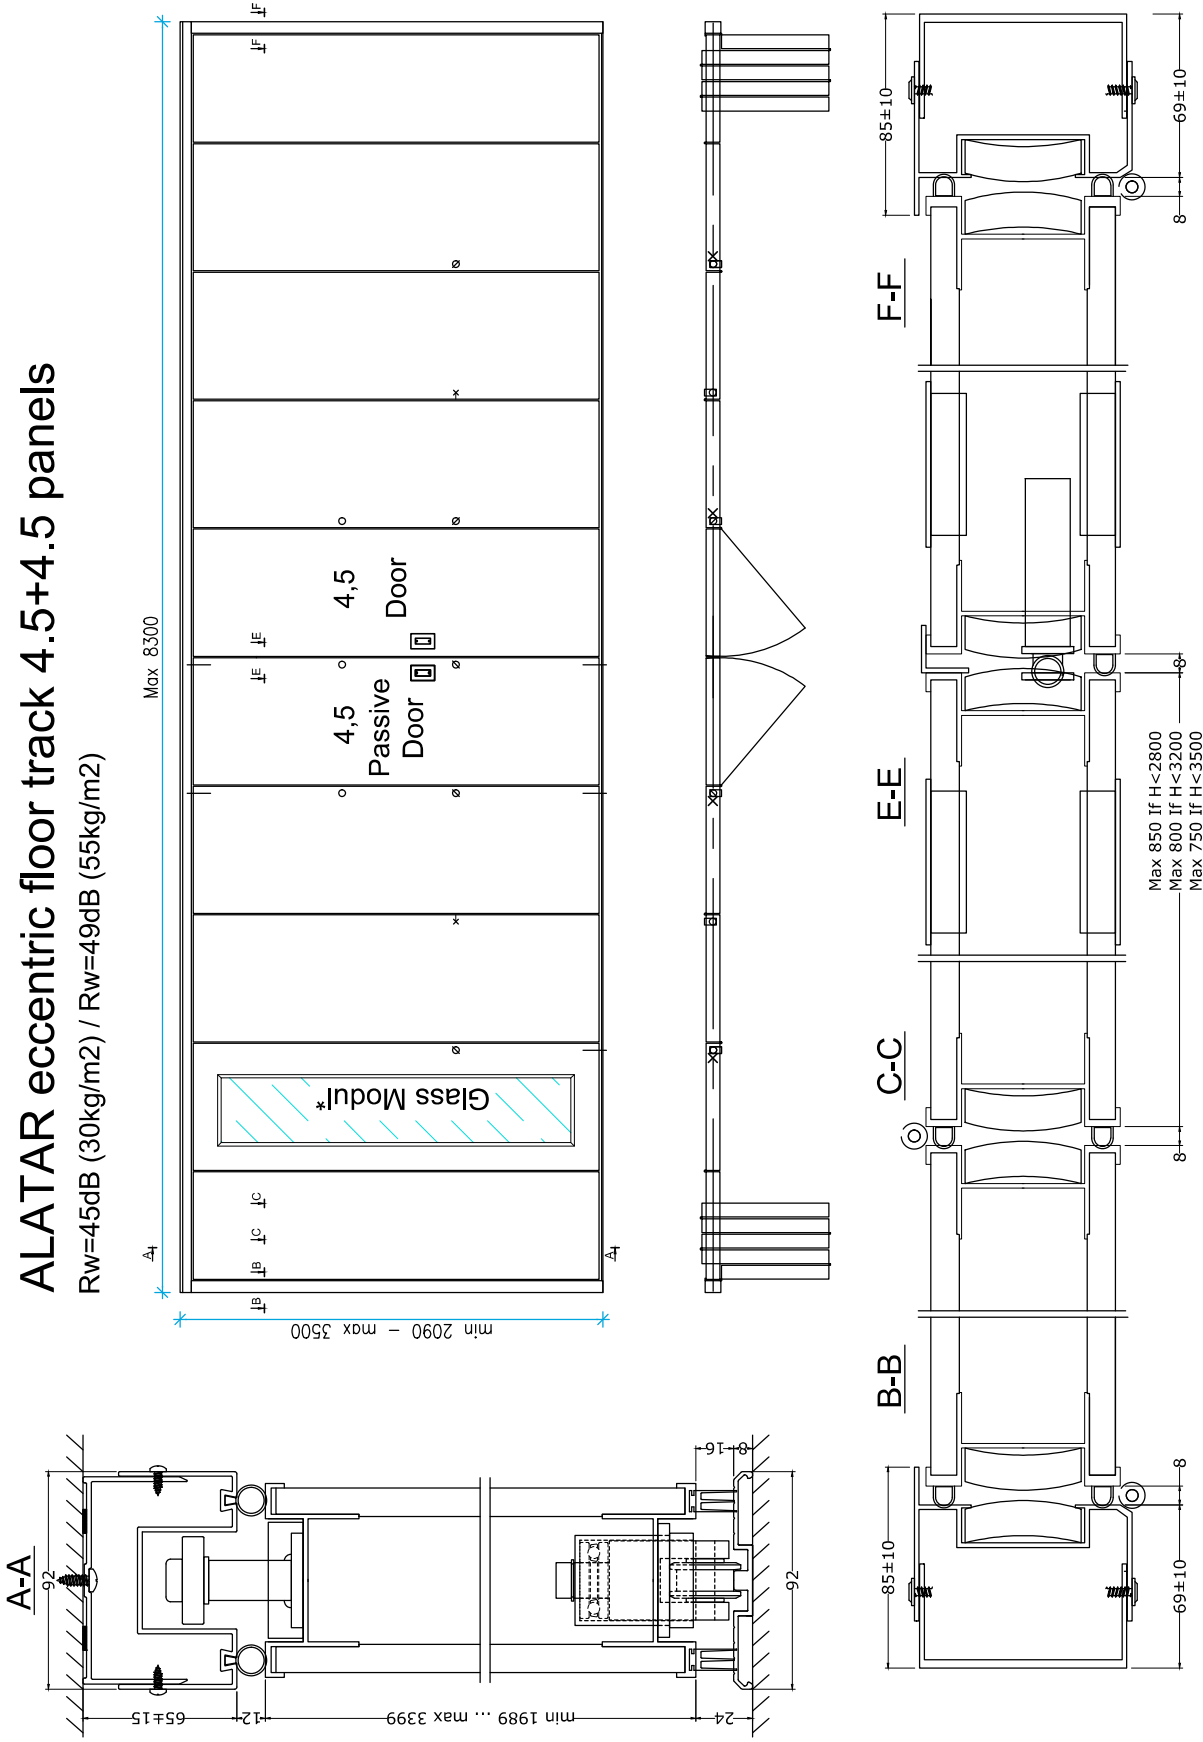 ALATAR eccentric floor track 4.5+4.5 panels
Rw=45dB (30kg/m2) / Rw=49dB (55kg/m2)
Max 8300
min 2090 – max 3500
F
F
E
E
C
C
B
B
A
A
4,5
Door
4,5
Passive
Door
Glass Modul*
A-A
92
65±15
12
min 1989 ... max 3399
24
16
8
92
B-B
C-C
E-E
F-F
85±10
69±10
8
8
8
Max 850 If H<2800
Max 800 If H<3200
Max 750 If H<3500
85±10
69±10
8